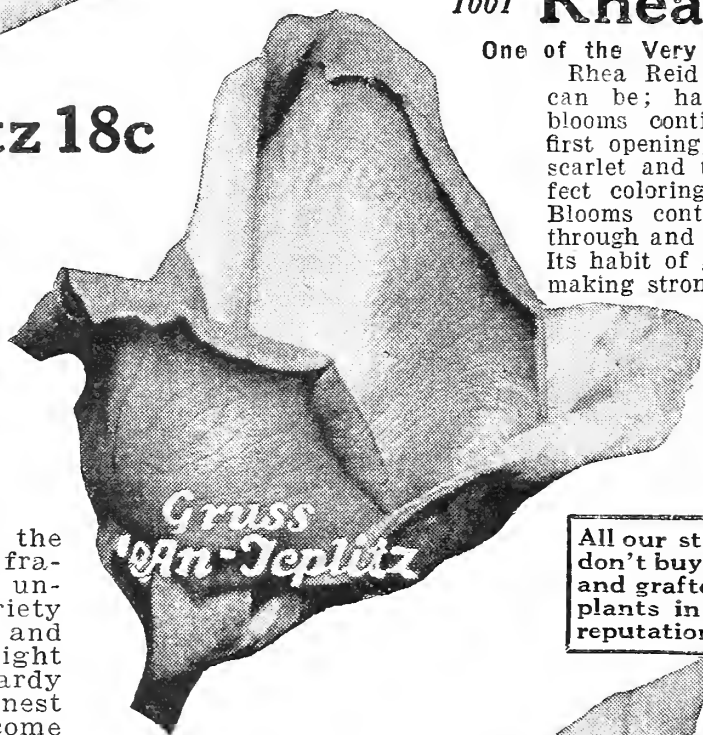 1001 Rhea
One of the Very
Rhea Reid
can be; ha
blooms conti
first opening
scarlet and
fect coloring
Blooms cont
through and
Its habit of
making stron
tz 18c
Gruss
An-Teplitz
the
fra-
un-
riety
and
ight
ardy
nest
come
All our st
don't buy
and grafte
plants in
reputation